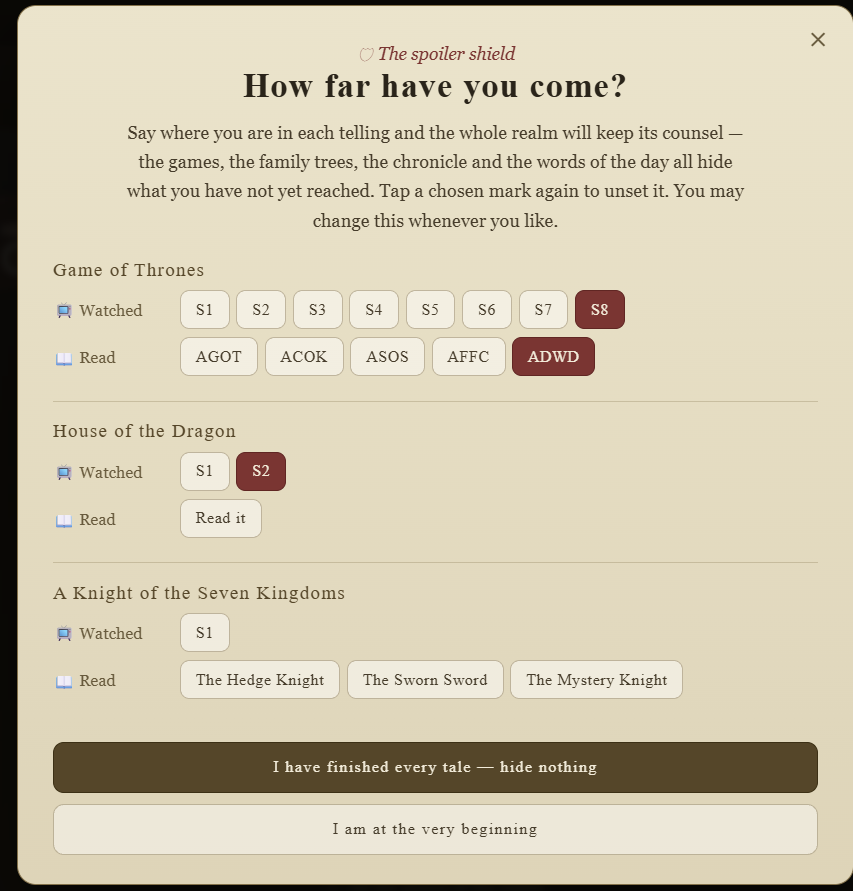 The spoiler shield
How far have you come?
Say where you are in each telling and the whole realm will keep its counsel —
the games, the family trees, the chronicle and the words of the day all hide
what you have not yet reached. Tap a chosen mark again to unset it. You may
change this whenever you like.
Game of Thrones
Watched S1 S2 S3 S4 S5 S6 S7 S8
Read AGOT ACOK ASOS AFFC ADWD
House of the Dragon
Watched S1 S2
Read Read it
A Knight of the Seven Kingdoms
Watched S1
Read The Hedge Knight The Sworn Sword The Mystery Knight
I have finished every tale — hide nothing
I am at the very beginning